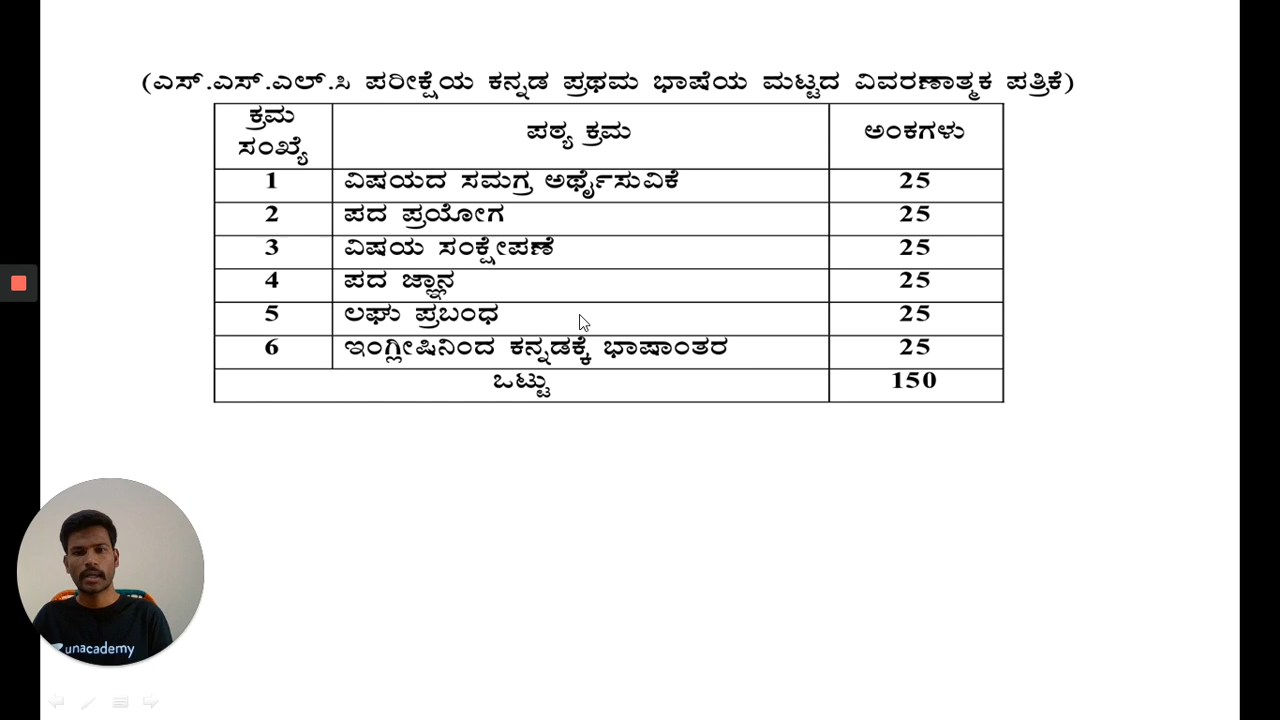 (ಎಸ್.ಎಸ್.ಎಲ್.ಸಿ ಪರೀಕ್ಷೆಯ ಕನ್ನಡ ಪ್ರಥಮ ಭಾಷೆಯ ಮಟ್ಟದ ವಿವರಣಾತ್ಮಕ ಪತ್ರಿಕೆ)
ಕ್ರಮ ಸಂಖ್ಯೆ ಪಠ್ಯ ಕ್ರಮ ಅಂಕಗಳು
1 ವಿಷಯದ ಸಮಗ್ರ ಅರ್ಥೈಸುವಿಕೆ 25
2 ಪದ ಪ್ರಯೋಗ 25
3 ವಿಷಯ ಸಂಕ್ಷೇಪಣೆ 25
4 ಪದ ಜ್ಞಾನ 25
5 ಲಘು ಪ್ರಬಂಧ 25
6 ಇಂಗ್ಲೀಷಿನಿಂದ ಕನ್ನಡಕ್ಕೆ ಭಾಷಾಂತರ 25
ಒಟ್ಟು 150
unacademy